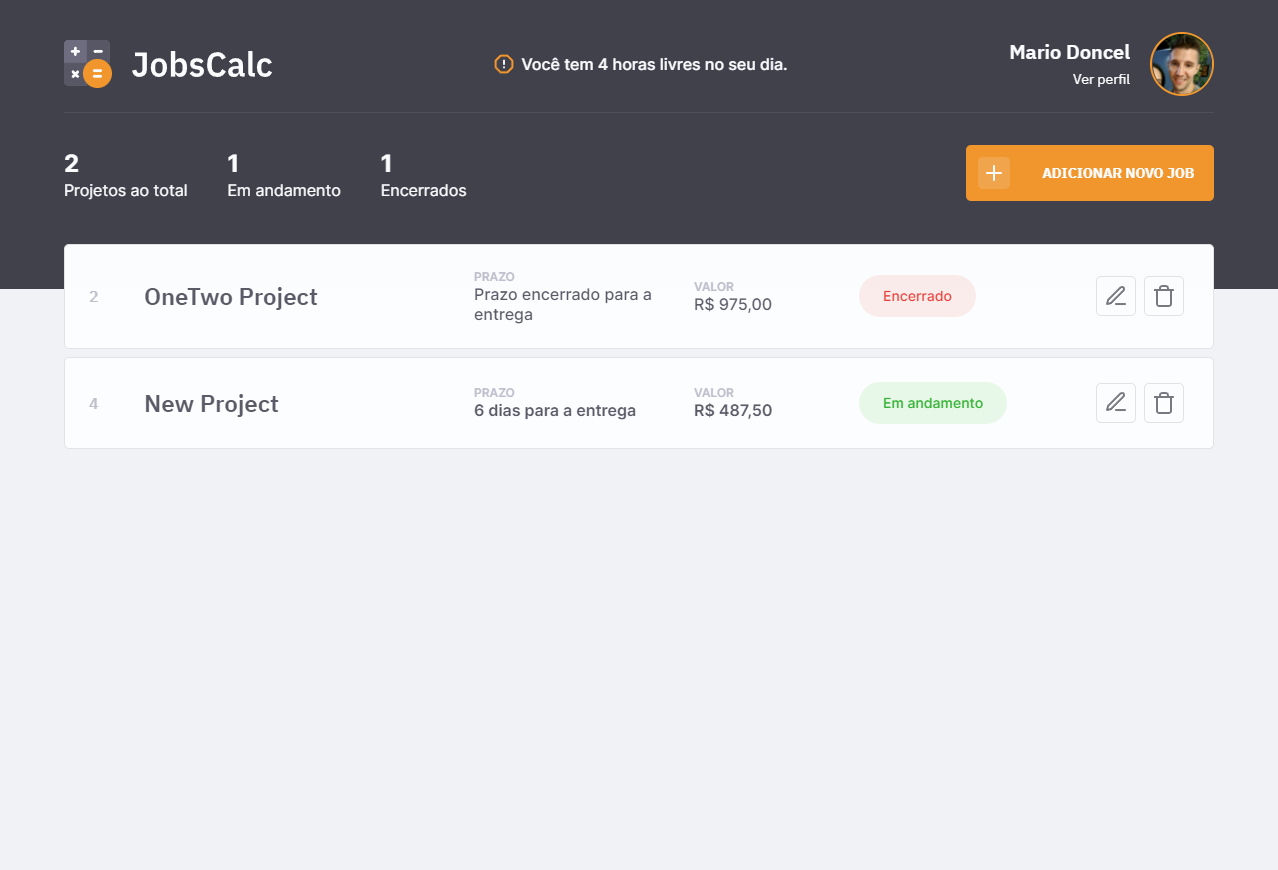 JobsCalc
Você tem 4 horas livres no seu dia.
Mario Doncel
Ver perfil
2
Projetos ao total
1
Em andamento
1
Encerrados
ADICIONAR NOVO JOB
2
OneTwo Project
PRAZO
Prazo encerrado para a
entrega
VALOR
R$ 975,00
Encerrado
4
New Project
PRAZO
6 dias para a entrega
VALOR
R$ 487,50
Em andamento